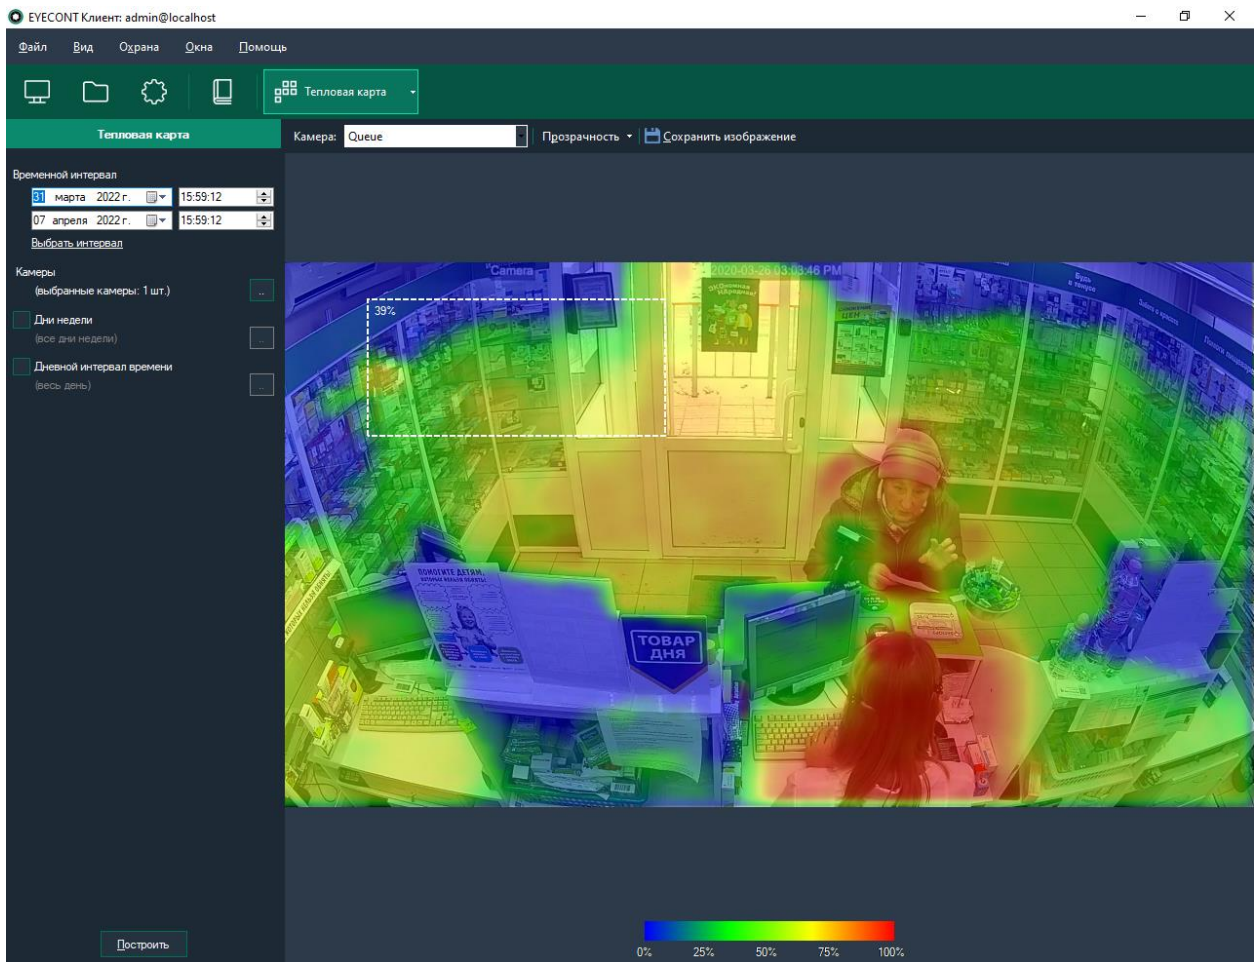 EYECONT Клиент: admin@localhost
Файл Вид Охрана Окна Помощь
Тепловая карта
Тепловая карта
Камера: Queue Прозрачность Сохранить изображение
Временной интервал
31 марта 2022 г. 15:59:12
07 апреля 2022 г. 15:59:12
Выбрать интервал
Камеры
(выбранные камеры: 1 шт.) ..
Дни недели
(все дни недели) ..
Дневной интервал времени
(весь день) ..
Camera
2020-03-26 03:03:46 PM
39%
Будь
в тонусе
ЦЕН
ПОМОГИТЕ ДЕТЯМ,
ТОВАР
ДНЯ
Построить
0% 25% 50% 75% 100%